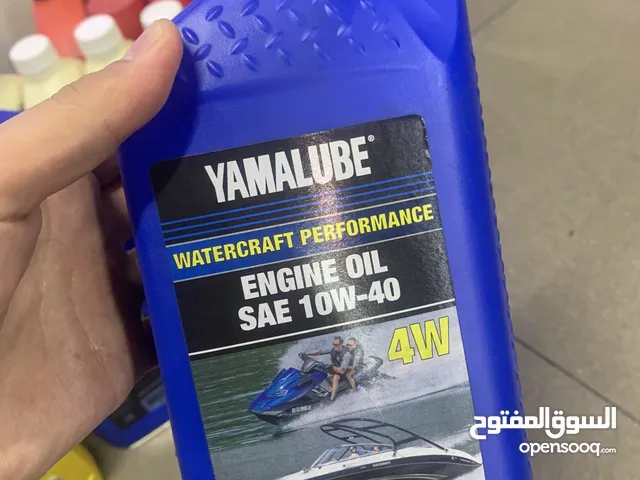 YAMALUBE®
WATERCRAFT PERFORMANCE
ENGINE OIL
SAE 10W-40
4W
السوق المفتوح
opensooq.com